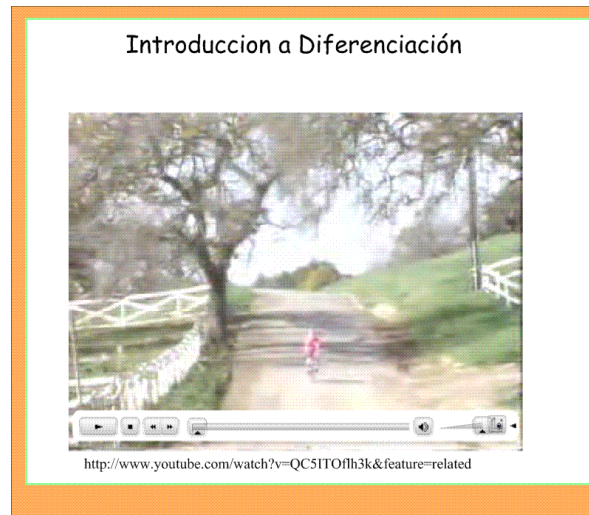 Introduccion a Diferenciación
http://www.youtube.com/watch?v=QC5ITOflh3k&feature=related